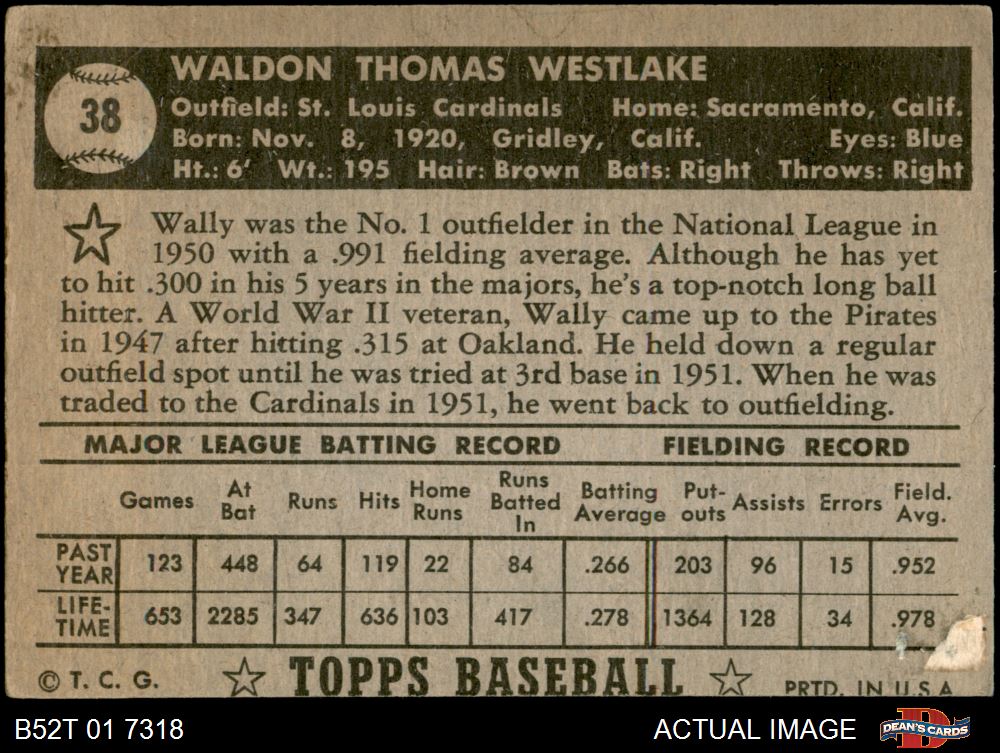 38
WALDON THOMAS WESTLAKE
Outfield: St. Louis Cardinals Home: Sacramento, Calif.
Born: Nov. 8, 1920, Gridley, Calif. Eyes: Blue
Ht.: 6' Wt.: 195 Hair: Brown Bats: Right Throws: Right
Wally was the No. 1 outfielder in the National League in
1950 with a .991 fielding average. Although he has yet
to hit .300 in his 5 years in the majors, he's a top-notch long ball
hitter. A World War II veteran, Wally came up to the Pirates
in 1947 after hitting .315 at Oakland. He held down a regular
outfield spot until he was tried at 3rd base in 1951. When he was
traded to the Cardinals in 1951, he went back to outfielding.
MAJOR LEAGUE BATTING RECORD FIELDING RECORD
Games At Bat Runs Hits Home Runs Runs Batted In Batting Average Put-outs Assists Errors Field. Avg.
PAST YEAR 123 448 64 119 22 84 .266 203 96 15 .952
LIFE-TIME 653 2285 347 636 103 417 .278 1364 128 34 .978
© T. C. G. TOPPS BASEBALL PRTD. IN U.S.A
B52T 01 7318 ACTUAL IMAGE DEAN'S CARDS